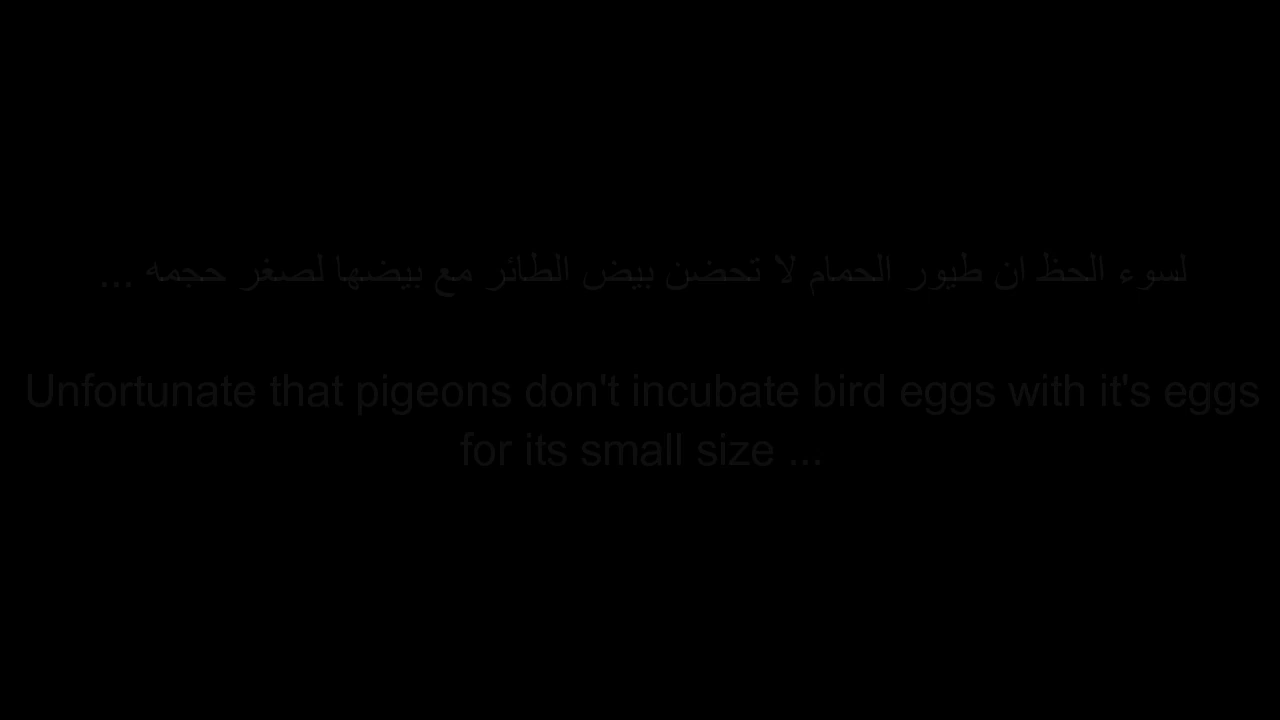 لسوء الحظ ان طيور الحمام لا تحضن بيض الطائر مع بيضها لصغر حجمه ...
Unfortunate that pigeons don't incubate bird eggs with it's eggs
for its small size ...